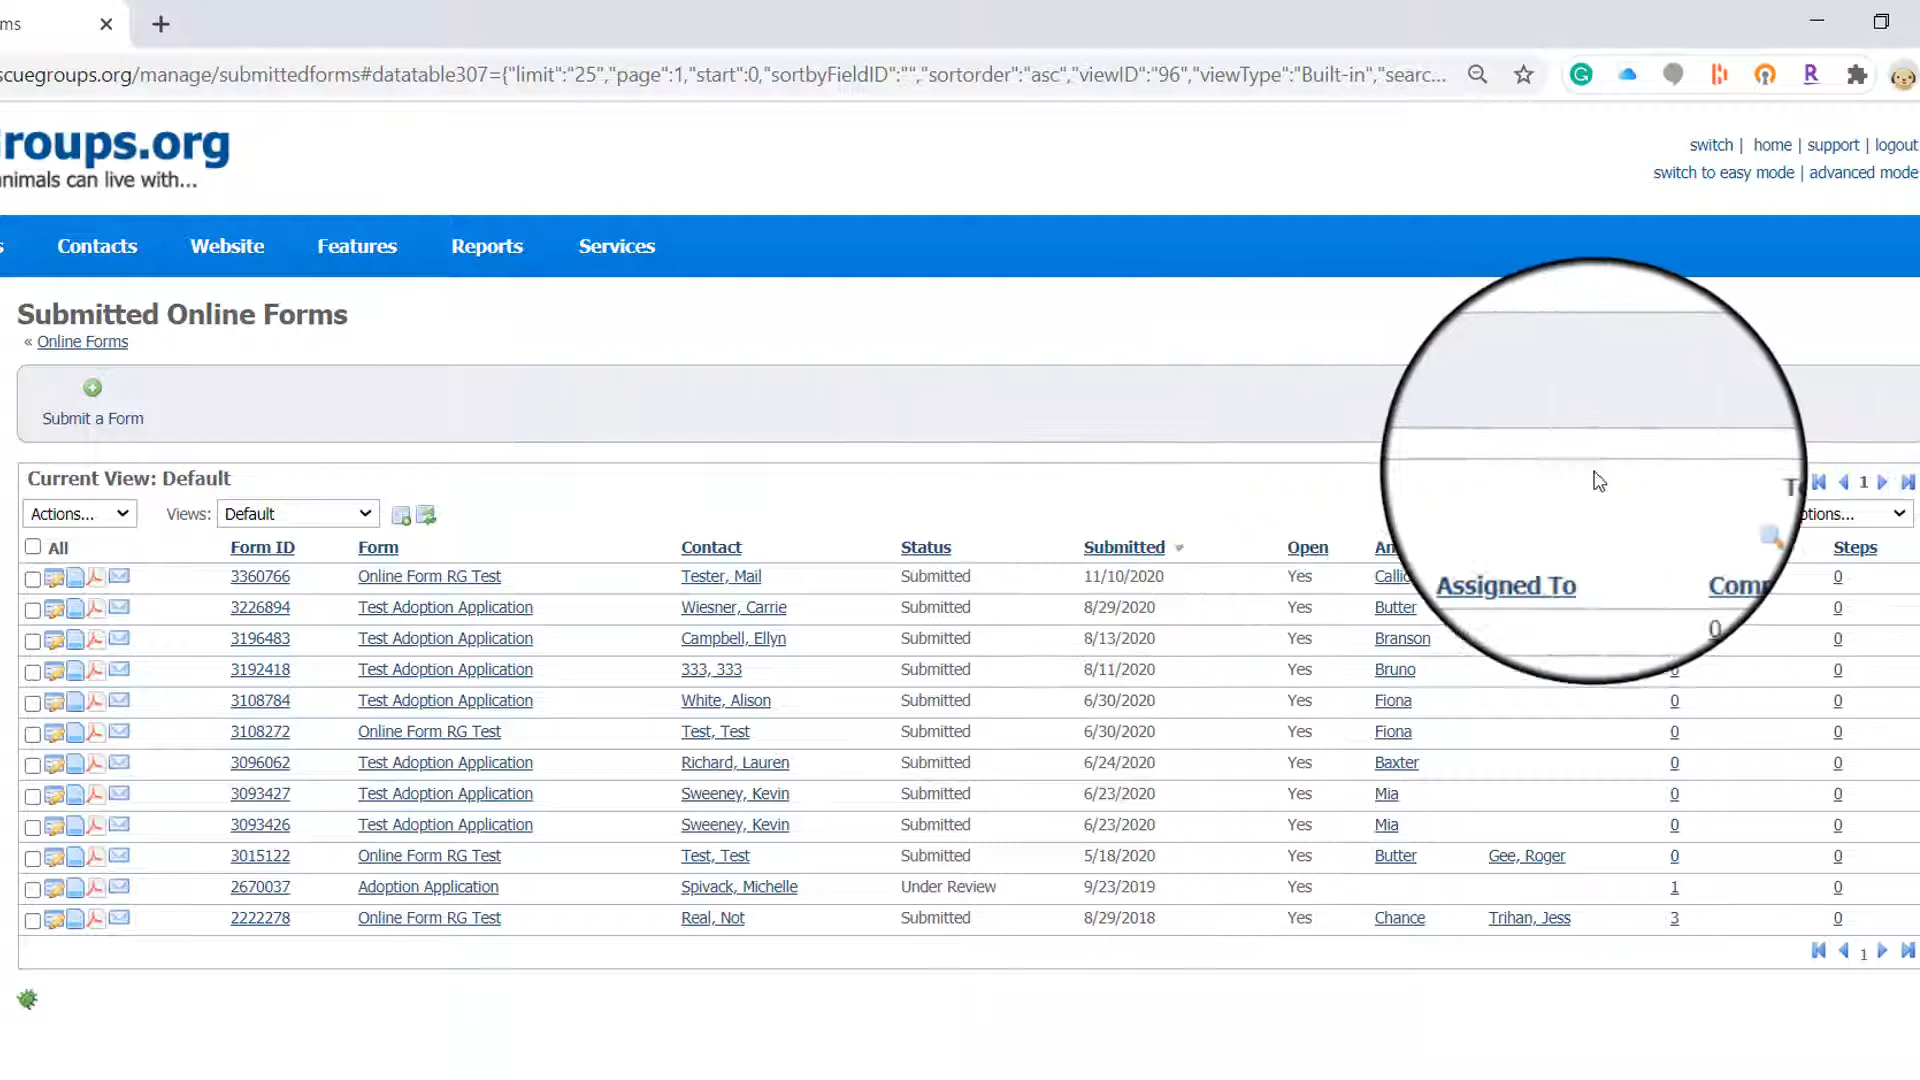 ms
scuegroups.org/manage/submittedforms#datatable307={"limit":"25","page":1,"start":0,"sortbyFieldID":"","sortorder":"asc","viewID":"96","viewType":"Built-in","searc...
roups.org
animals can live with...
switch | home | support | logout
switch to easy mode | advanced mode
s Contacts Website Features Reports Services
Submitted Online Forms
« Online Forms
Submit a Form
Current View: Default
1
Actions... Views: Default ptions...
All Form ID Form Contact Status Submitted Open An Assigned To Comm Steps
3360766 Online Form RG Test Tester, Mail Submitted 11/10/2020 Yes Callio 0 0
3226894 Test Adoption Application Wiesner, Carrie Submitted 8/29/2020 Yes Butter 0
3196483 Test Adoption Application Campbell, Ellyn Submitted 8/13/2020 Yes Branson 0
3192418 Test Adoption Application 333, 333 Submitted 8/11/2020 Yes Bruno 0 0
3108784 Test Adoption Application White, Alison Submitted 6/30/2020 Yes Fiona 0 0
3108272 Online Form RG Test Test, Test Submitted 6/30/2020 Yes Fiona 0 0
3096062 Test Adoption Application Richard, Lauren Submitted 6/24/2020 Yes Baxter 0 0
3093427 Test Adoption Application Sweeney, Kevin Submitted 6/23/2020 Yes Mia 0 0
3093426 Test Adoption Application Sweeney, Kevin Submitted 6/23/2020 Yes Mia 0 0
3015122 Online Form RG Test Test, Test Submitted 5/18/2020 Yes Butter Gee, Roger 0 0
2670037 Adoption Application Spivack, Michelle Under Review 9/23/2019 Yes 1 0
2222278 Online Form RG Test Real, Not Submitted 8/29/2018 Yes Chance Trihan, Jess 3 0
1